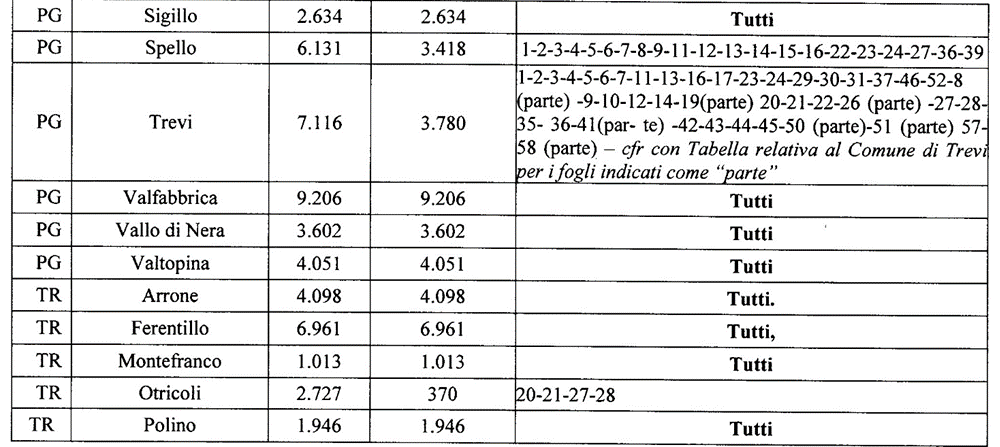 PG Sigillo 2.634 2.634 Tutti
PG Spello 6.131 3.418 1-2-3-4-5-6-7-8-9-11-12-13-14-15-16-22-23-24-27-36-39
1-2-3-4-5-6-7-11-13-16-17-23-24-29-30-31-37-46-52-8
(parte) -9-10-12-14-19(parte) 20-21-22-26 (parte) -27-28-
PG Trevi 7.116 3.780 35- 36-41(par- te) -42-43-44-45-50 (parte)-51 (parte) 57-
58 (parte) – cfr con Tabella relativa al Comune di Trevi
per i fogli indicati come “parte”
PG Valfabbrica 9.206 9.206 Tutti
PG Vallo di Nera 3.602 3.602 Tutti
PG Valtopina 4.051 4.051 Tutti
TR Arrone 4.098 4.098 Tutti.
TR Ferentillo 6.961 6.961 Tutti,
TR Montefranco 1.013 1.013 Tutti
TR Otricoli 2.727 370 20-21-27-28
TR Polino 1.946 1.946 Tutti